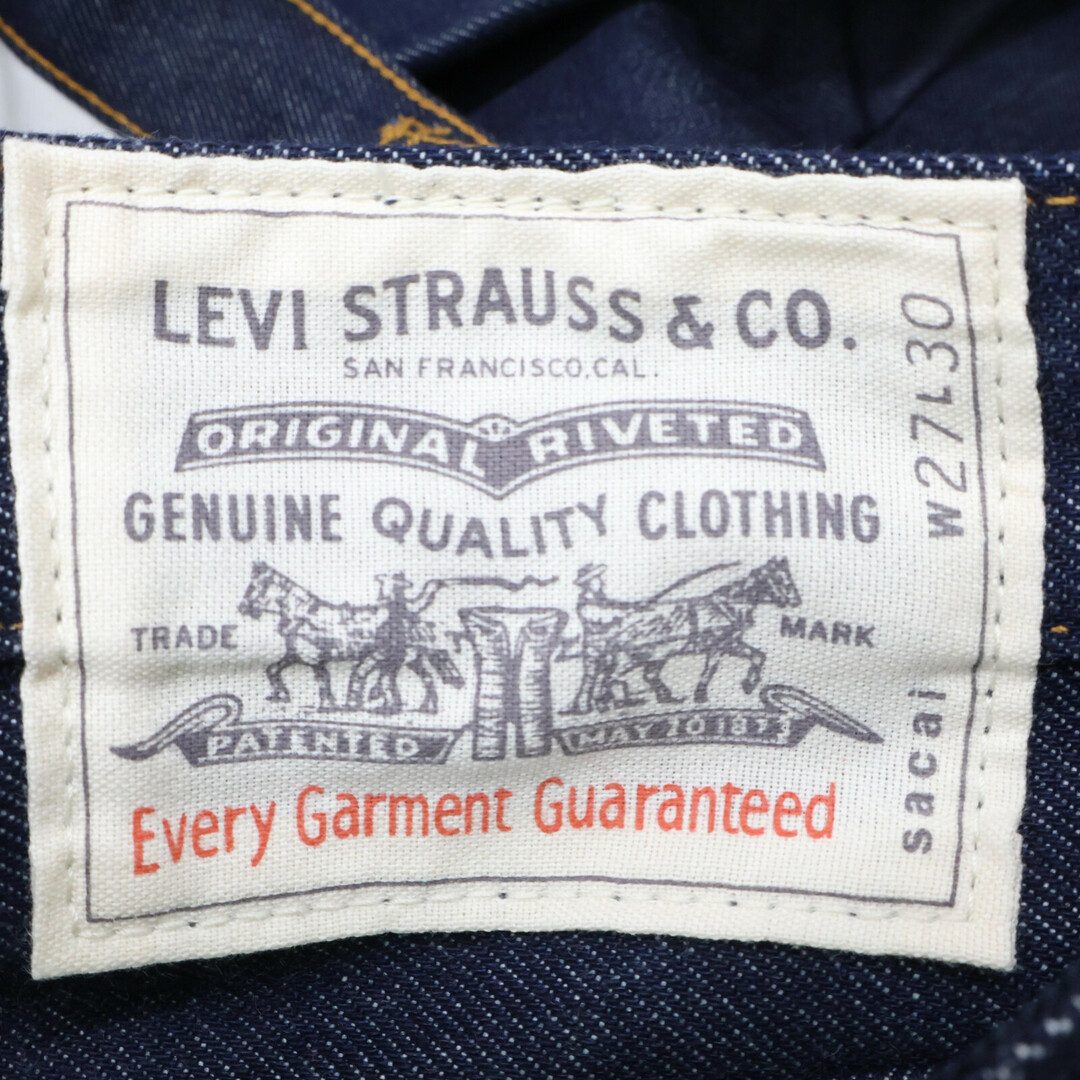 LEVI STRAUSS & CO.
SAN FRANCISCO, CAL.
ORIGINAL RIVETED
GENUINE QUALITY CLOTHING
TRADE MARK
PATENTED MAY 20 1873
Every Garment Guaranteed
W27L30
sacai